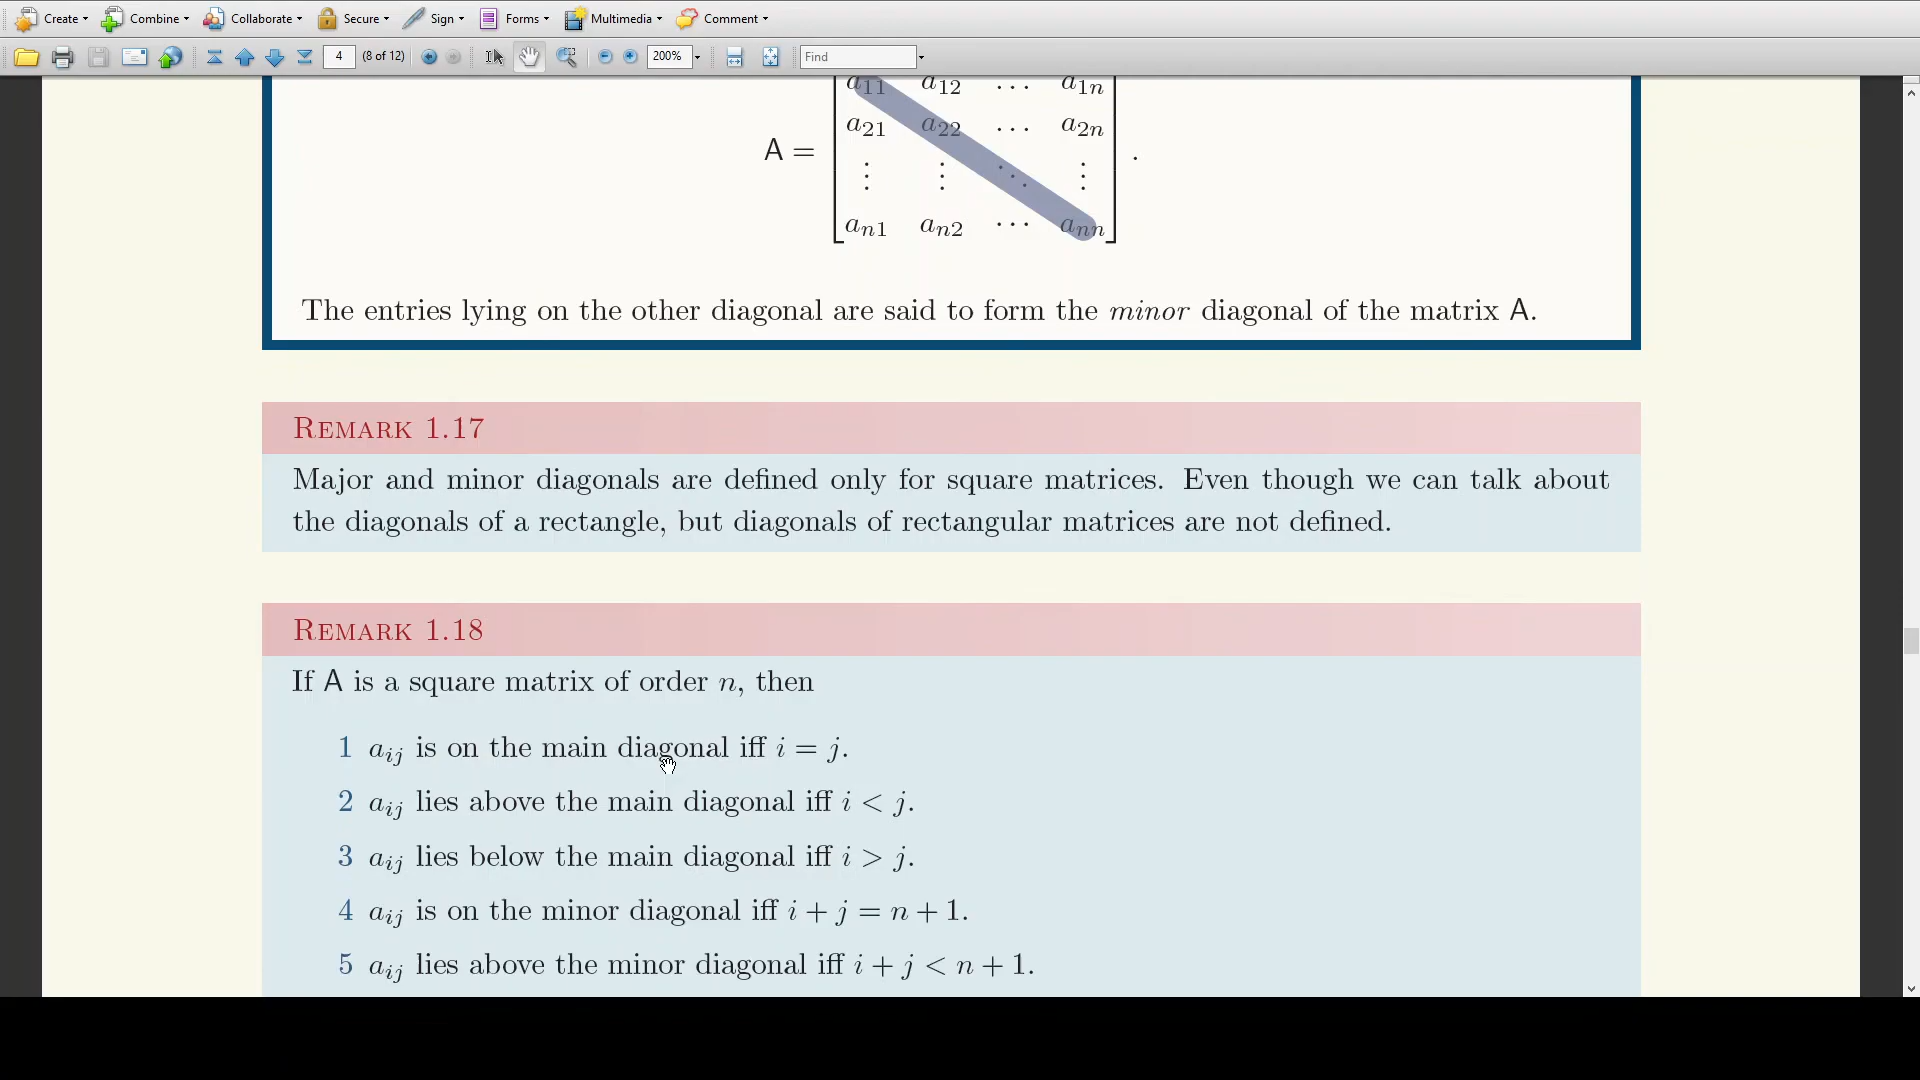 Create Combine Collaborate Secure Sign Forms Multimedia Comment
4 (8 of 12) 200% Find
a11 a12 … a1n
a21 a22 … a2n
A = ⋮ ⋮ ⋱ ⋮ .
an1 an2 … ann
The entries lying on the other diagonal are said to form the minor diagonal of the matrix A.
REMARK 1.17
Major and minor diagonals are defined only for square matrices. Even though we can talk about
the diagonals of a rectangle, but diagonals of rectangular matrices are not defined.
REMARK 1.18
If A is a square matrix of order n, then
1 aij is on the main diagonal iff i = j.
2 aij lies above the main diagonal iff i < j.
3 aij lies below the main diagonal iff i > j.
4 aij is on the minor diagonal iff i + j = n + 1.
5 aij lies above the minor diagonal iff i + j < n + 1.